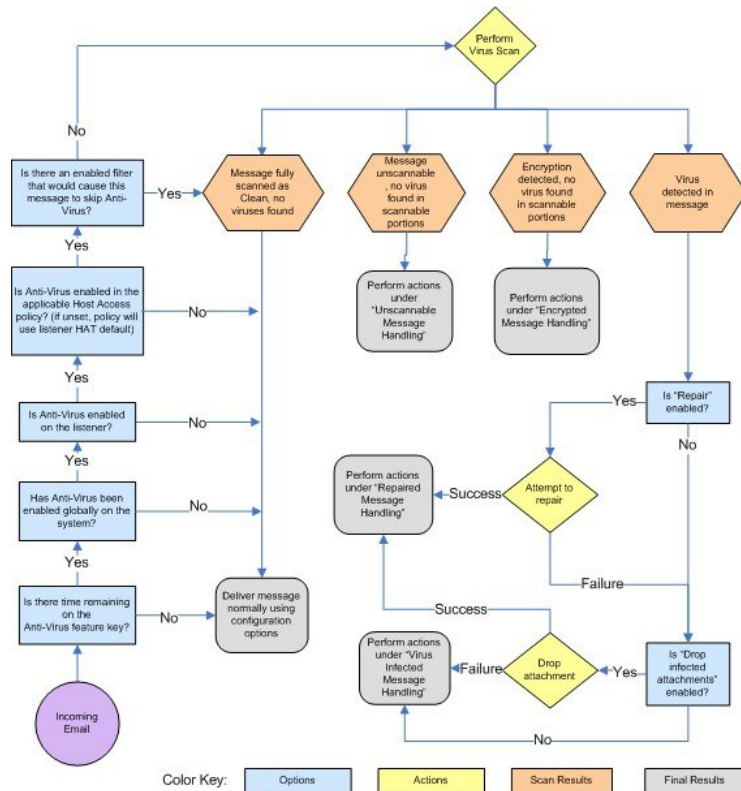 Perform
Virus Scan
No
Is there an enabled filter
that would cause this
message to skip Anti-
Virus?
Yes
Message fully
scanned as
Clean, no
viruses found
Message
unscannable
, no virus
found in
scannable
portions
Encryption
detected, no
virus found
in scannable
portions
Virus
detected in
message
Yes
Is Anti-Virus enabled in the
applicable Host Access
policy? (if unset, policy will
use listener HAT default)
No
Perform actions
under
"Unscannable
Message
Handling"
Perform actions
under "Encrypted
Message Handling"
Yes
Is Anti-Virus enabled
on the listener?
No
Is "Repair"
enabled?
Yes
No
Yes
Has Anti-Virus been
enabled globally on the
system?
No
Perform actions
under "Repaired
Message
Handling"
Success
Attempt to
repair
Failure
Yes
Is there time remaining
on the
Anti-Virus feature key?
No
Deliver message
normally using
configuration
options
Success
Perform actions
under "Virus
Infected
Message
Handling"
Failure
Drop
attachment
Yes
Is "Drop
infected
attachments"
enabled?
No
Incoming
Email
Color Key:
Options
Actions
Scan Results
Final Results